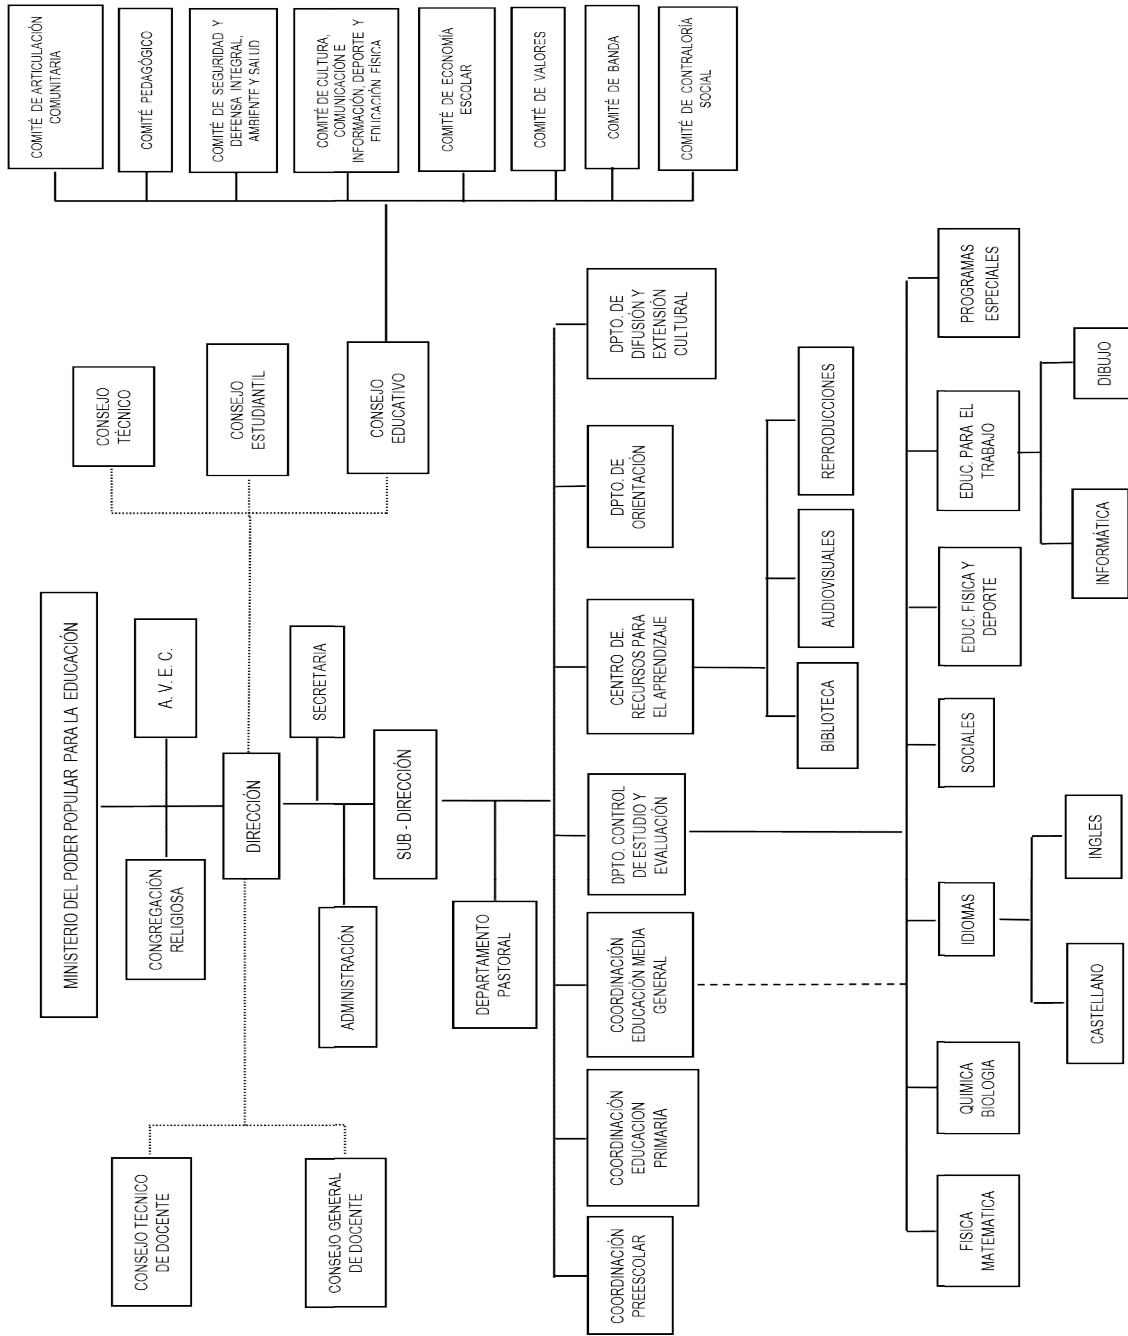 MINISTERIO DEL PODER POPULAR PARA LA EDUCACIÓN
CONGREGACIÓN
RELIGIOSA
A. V. E. C.
DIRECCIÓN
CONSEJO TECNICO
DE DOCENTE
CONSEJO GENERAL
DE DOCENTE
CONSEJO
TÉCNICO
CONSEJO
ESTUDIANTIL
CONSEJO
EDUCATIVO
COMITÉ DE ARTICULACIÓN
COMUNITARIA
COMITÉ PEDAGÓGICO
COMITÉ DE SEGURIDAD Y
DEFENSA INTEGRAL,
AMBIENTE Y SALUD
COMITÉ DE CULTURA,
COMUNICACIÓN E
INFORMACIÓN, DEPORTE Y
EDUCACIÓN FÍSICA
COMITÉ DE ECONOMÍA
ESCOLAR
COMITÉ DE VALORES
COMITÉ DE BANDA
COMITÉ DE CONTRALORÍA
SOCIAL
ADMINISTRACIÓN
SECRETARIA
SUB - DIRECCIÓN
DEPARTAMENTO
PASTORAL
COORDINACIÓN
PREESCOLAR
COORDINACIÓN
EDUCACION
PRIMARIA
COORDINACIÓN
EDUCACIÓN MEDIA
GENERAL
DPTO. CONTROL
DE ESTUDIO Y
EVALUACIÓN
CENTRO DE.
RECURSOS PARA
EL APRENDIZAJE
DPTO. DE
ORIENTACIÓN
DPTO. DE
DIFUSIÓN Y
EXTENSIÓN
CULTURAL
BIBLIOTECA
AUDIOVISUALES
REPRODUCCIONES
FISICA
MATEMATICA
QUIMICA
BIOLOGIA
IDIOMAS
SOCIALES
EDUC. FISICA Y
DEPORTE
EDUC. PARA EL
TRABAJO
PROGRAMAS
ESPECIALES
CASTELLANO
INGLES
INFORMÁTICA
DIBUJO